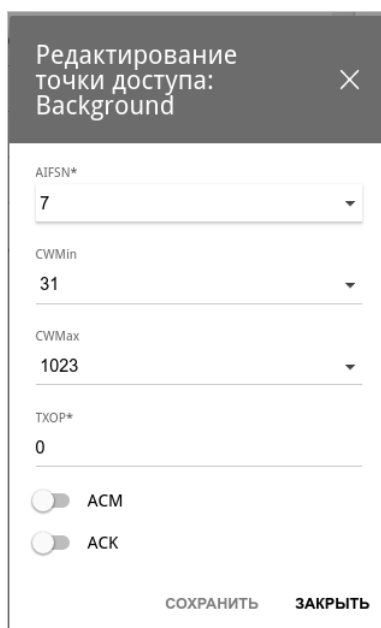 Редактирование
точки доступа:
Background
AIFSN*
7
CWMin
31
CWMax
1023
TXOP*
0
ACM
ACK
СОХРАНИТЬ ЗАКРЫТЬ